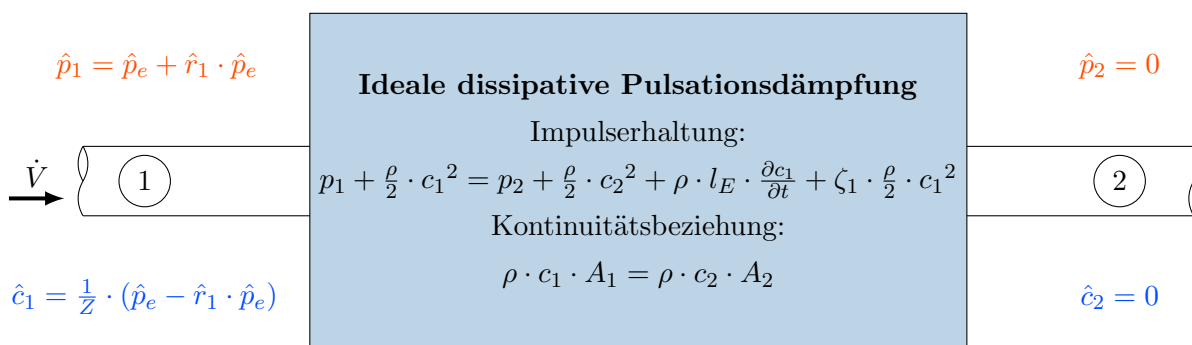 p̂₁ = p̂ₑ + r̂₁ · p̂ₑ
p̂₂ = 0
Ideale dissipative Pulsationsdämpfung
Impulserhaltung:
p₁ + ρ/2 · c₁² = p₂ + ρ/2 · c₂² + ρ · l_E · ∂c₁/∂t + ζ₁ · ρ/2 · c₁²
V̇
1
2
Kontinuitätsbeziehung:
ρ · c₁ · A₁ = ρ · c₂ · A₂
ĉ₁ = 1/Z · (p̂ₑ − r̂₁ · p̂ₑ)
ĉ₂ = 0